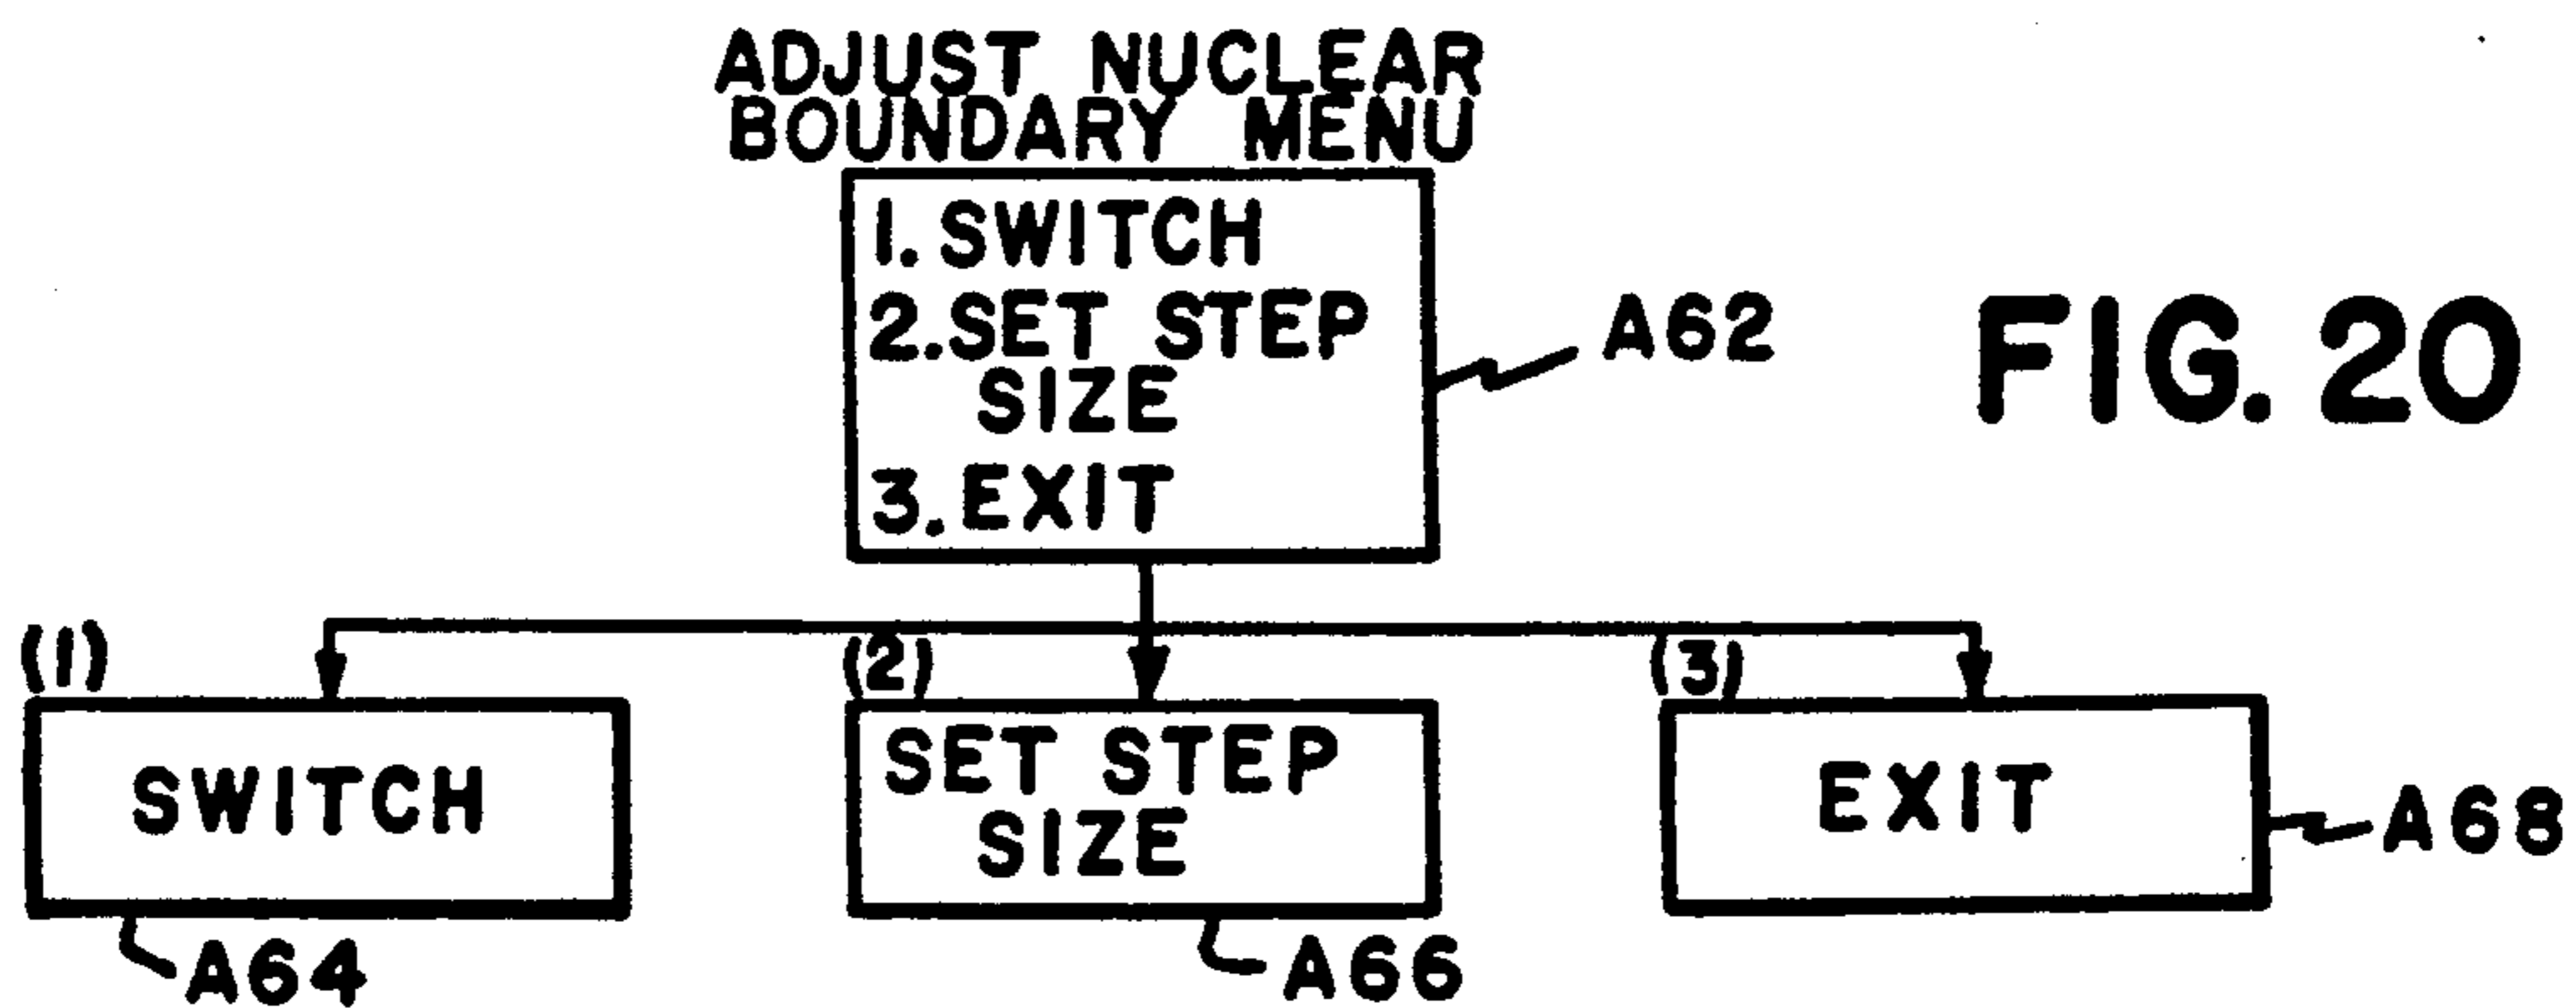 ADJUST NUCLEAR
BOUNDARY MENU
1. SWITCH
2. SET STEP
SIZE
3. EXIT
A62
FIG. 20
(1)
(2)
(3)
SWITCH
SET STEP
SIZE
EXIT
A64
A66
A68